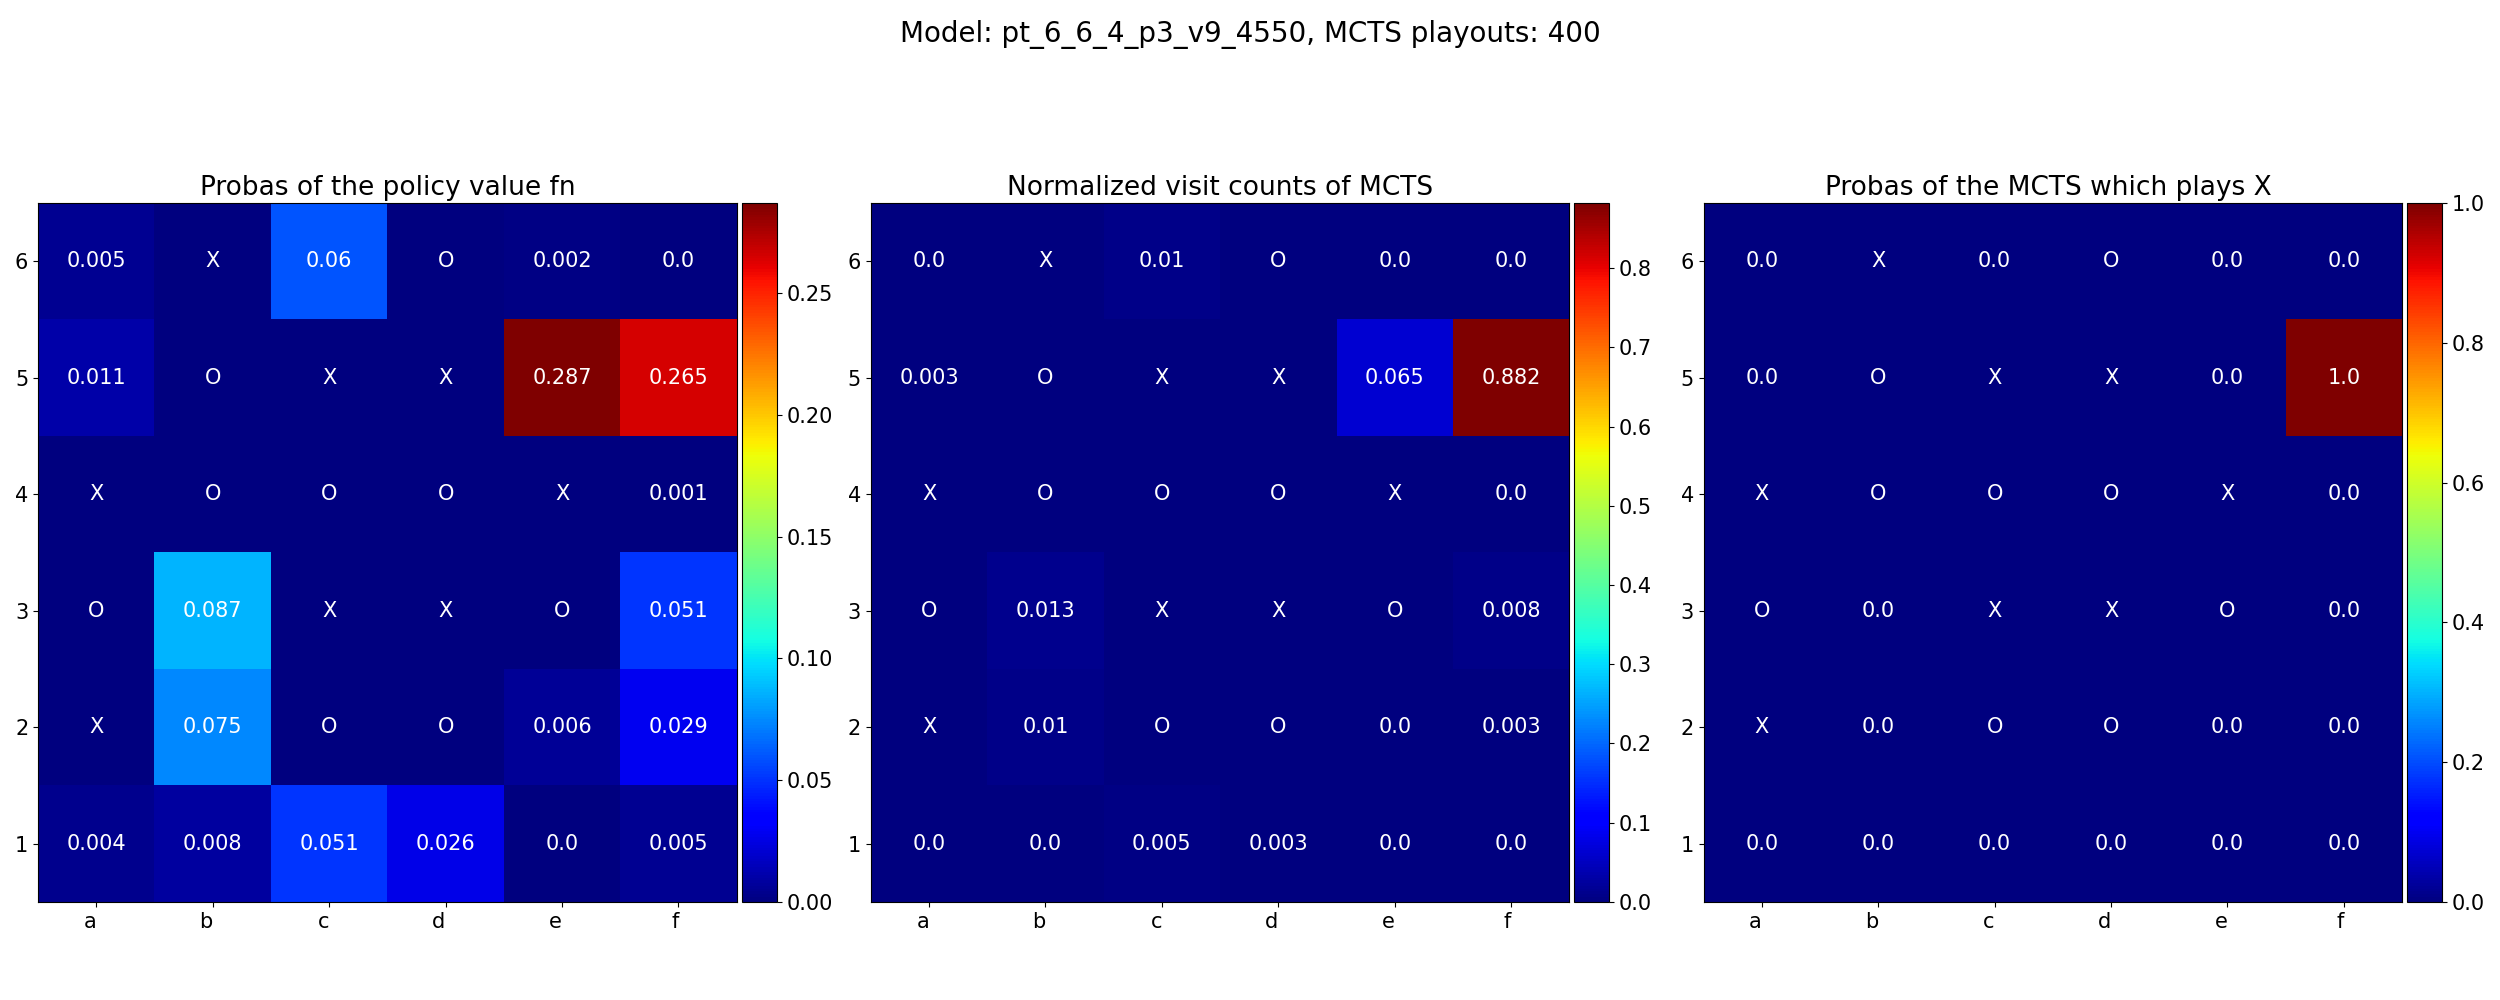 Model: pt_6_6_4_p3_v9_4550, MCTS playouts: 400
Probas of the policy value fn
6 0.005 X 0.06 O 0.002 0.0
5 0.011 O X X 0.287 0.265
4 X O O O X 0.001
3 O 0.087 X X O 0.051
2 X 0.075 O O 0.006 0.029
1 0.004 0.008 0.051 0.026 0.0 0.005
a b c d e f
0.25
0.20
0.15
0.10
0.05
0.00
Normalized visit counts of MCTS
6 0.0 X 0.01 O 0.0 0.0
5 0.003 O X X 0.065 0.882
4 X O O O X 0.0
3 O 0.013 X X O 0.008
2 X 0.01 O O 0.0 0.003
1 0.0 0.0 0.005 0.003 0.0 0.0
a b c d e f
0.8
0.7
0.6
0.5
0.4
0.3
0.2
0.1
0.0
Probas of the MCTS which plays X
6 0.0 X 0.0 O 0.0 0.0
5 0.0 O X X 0.0 1.0
4 X O O O X 0.0
3 O 0.0 X X O 0.0
2 X 0.0 O O 0.0 0.0
1 0.0 0.0 0.0 0.0 0.0 0.0
a b c d e f
1.0
0.8
0.6
0.4
0.2
0.0